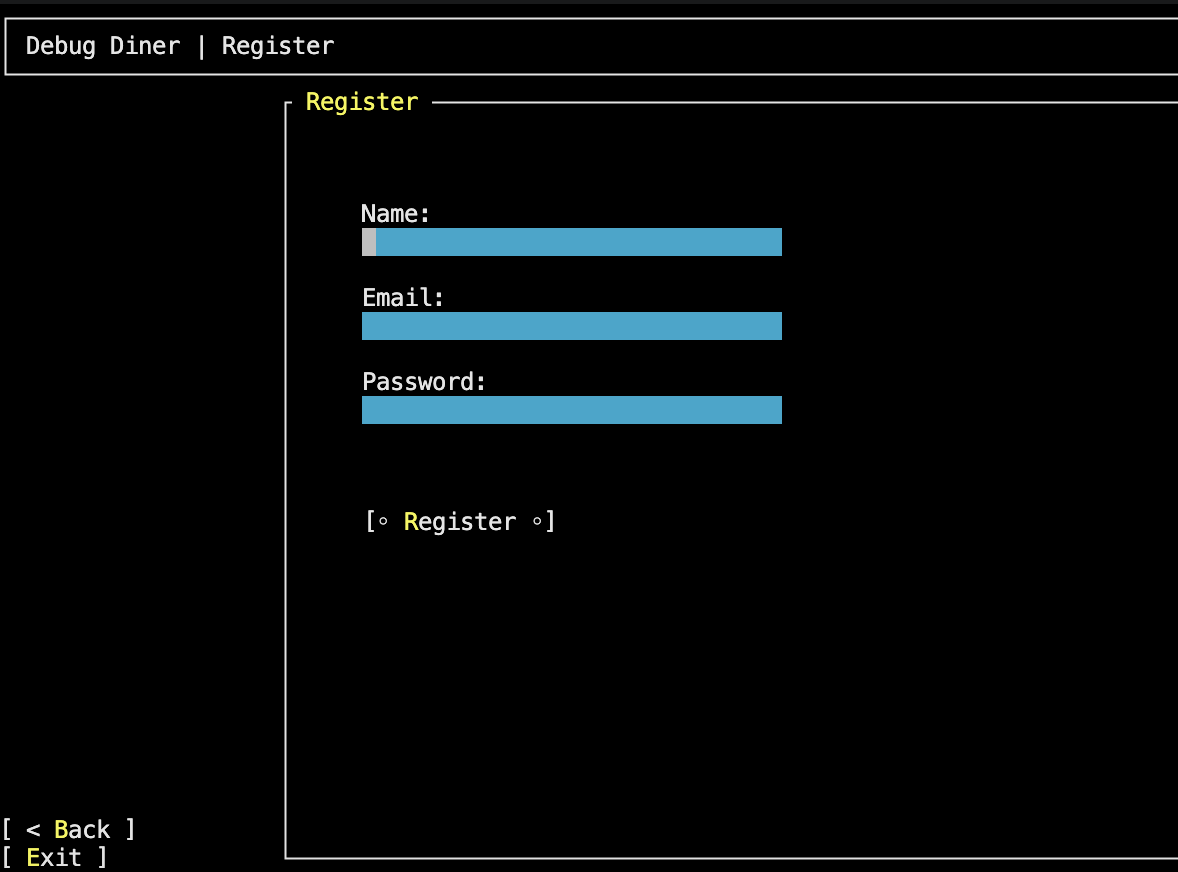 Debug Diner | Register
Register
Name:
Email:
Password:
[◦ Register ◦]
[ < Back ]
[ Exit ]